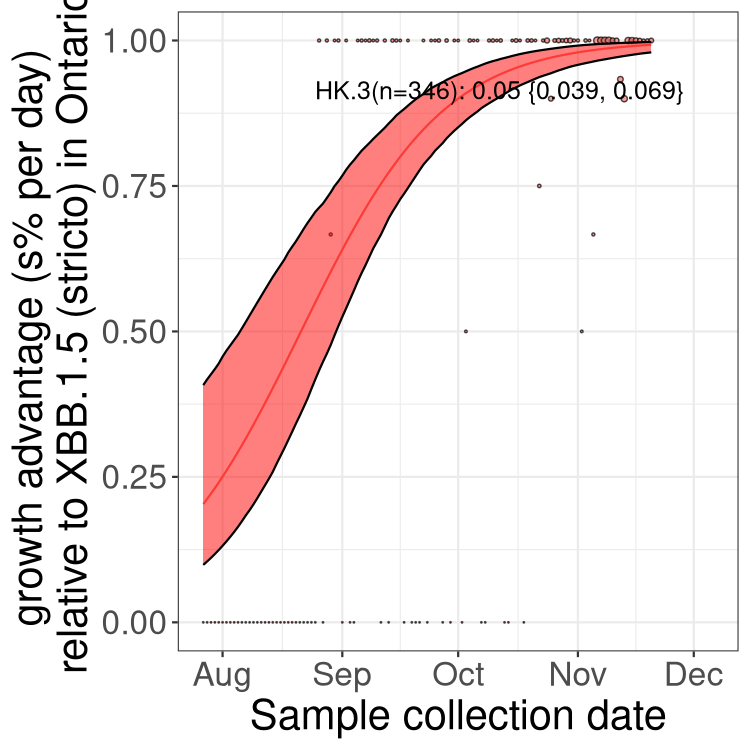 growth advantage (s% per day)
relative to XBB.1.5 (stricto) in Ontario
1.00
0.75
0.50
0.25
0.00
HK.3(n=346): 0.05 {0.039, 0.069}
Aug Sep Oct Nov Dec
Sample collection date